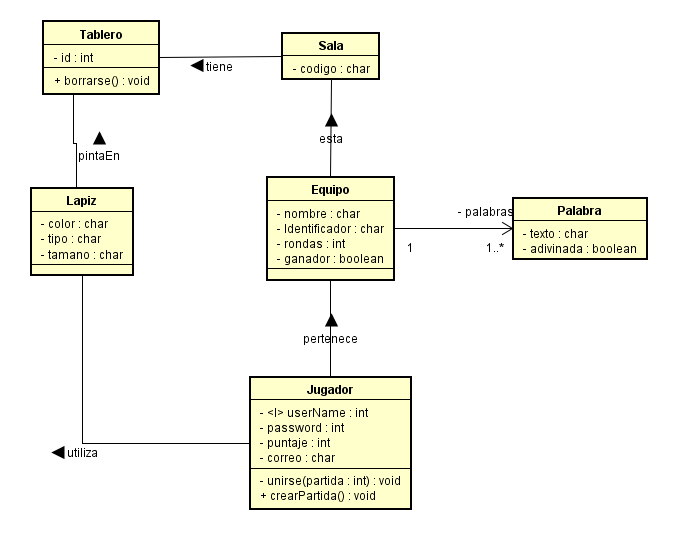 Tablero
- id : int
+ borrarse() : void
Sala
- codigo : char
tiene
esta
pintaEn
Lapiz
- color : char
- tipo : char
- tamano : char
Equipo
- nombre : char
- Identificador : char
- rondas : int
- ganador : boolean
- palabras
1
1..*
Palabra
- texto : char
- adivinada : boolean
pertenece
utiliza
Jugador
- <I> userName : int
- password : int
- puntaje : int
- correo : char
- unirse(partida : int) : void
+ crearPartida() : void